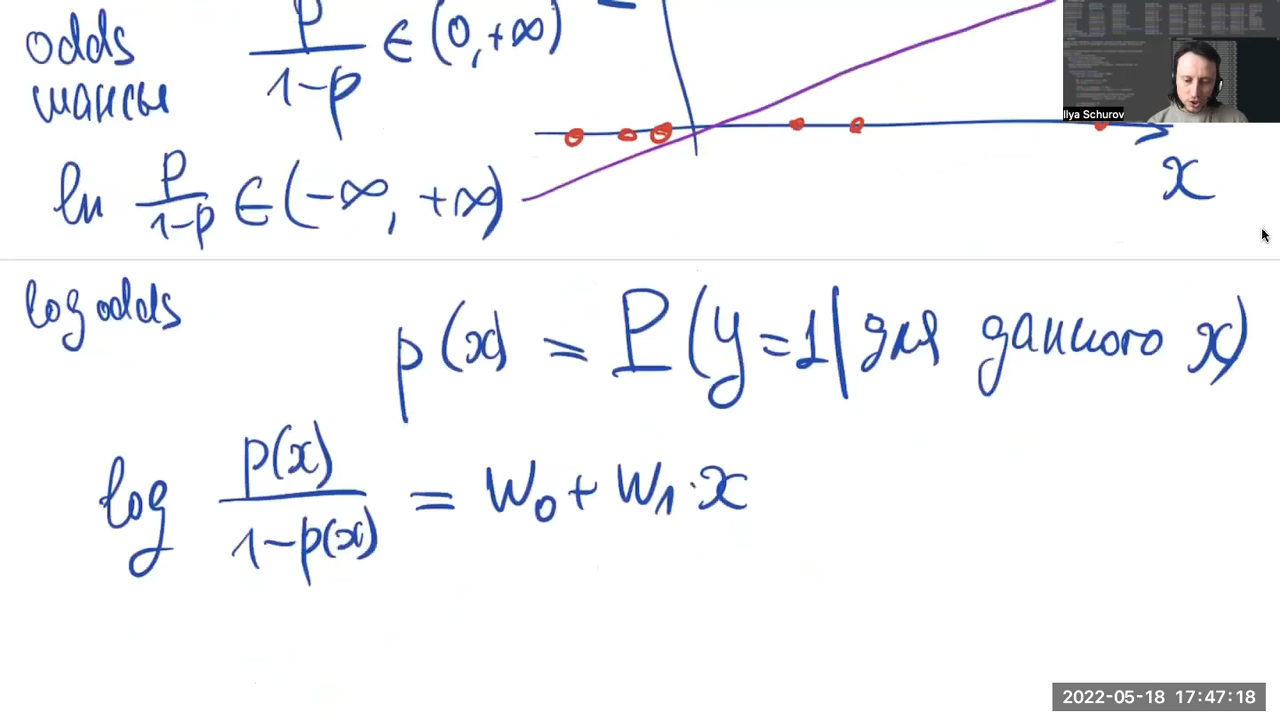 odds
шансы
p/(1-p) ∈ (0, +∞)
ln p/(1-p) ∈ (-∞, +∞)
x
Ilya Schurov
log odds
p(x) = P(y=1| для данного x)
log p(x)/(1-p(x)) = w₀ + w₁·x
2022-05-18 17:47:18